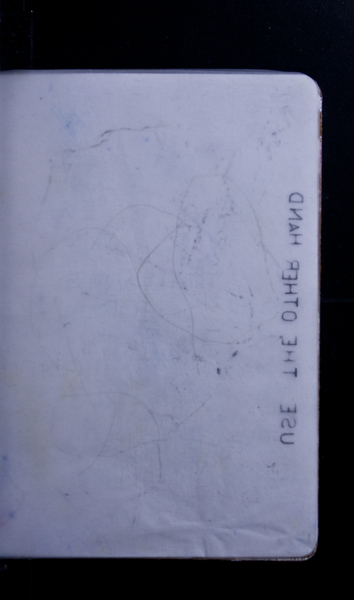 USE THE OTHER HAND